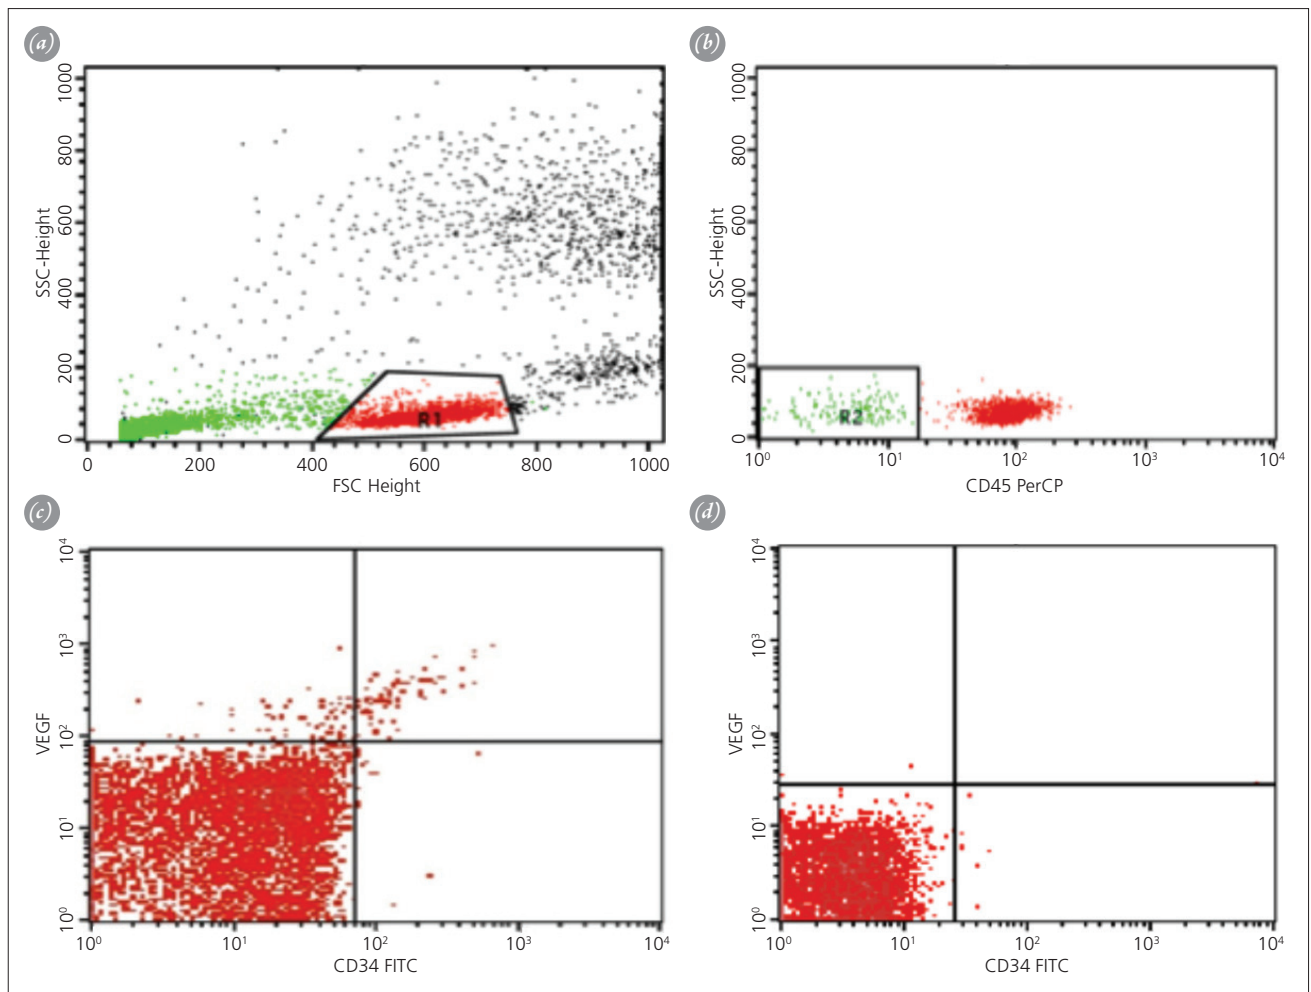 (a)
1000
800
600
400
200
0
SSC-Height
R1
0 200 400 600 800 1000
FSC Height
(b)
1000
800
600
400
200
0
SSC-Height
R2
10⁰ 10¹ 10² 10³ 10⁴
CD45 PerCP
(c)
10⁴
10³
10²
10¹
10⁰
VEGF
10⁰ 10¹ 10² 10³ 10⁴
CD34 FITC
(d)
10⁴
10³
10²
10¹
10⁰
VEGF
10⁰ 10¹ 10² 10³ 10⁴
CD34 FITC